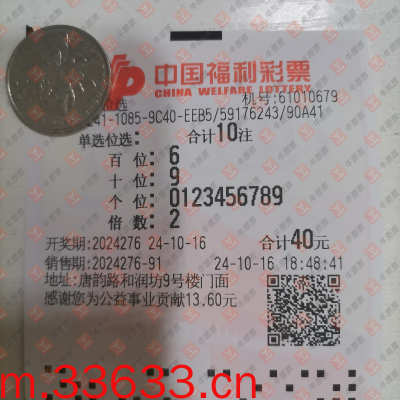 中国福利彩票
CHINA WELFARE LOTTERY
机号:61010679
41-1085-9C40-EEB5/59176243/90A41
单选位选: 合计10注
百 位: 6
十 位: 9
个 位: 0123456789
倍 数: 2
开奖期:2024276 24-10-16 合计40元
销售期:2024276-91 24-10-16 18:48:41
地址:唐韵路和润坊9号楼门面
感谢您为公益事业贡献13.60元
m.33633.cn